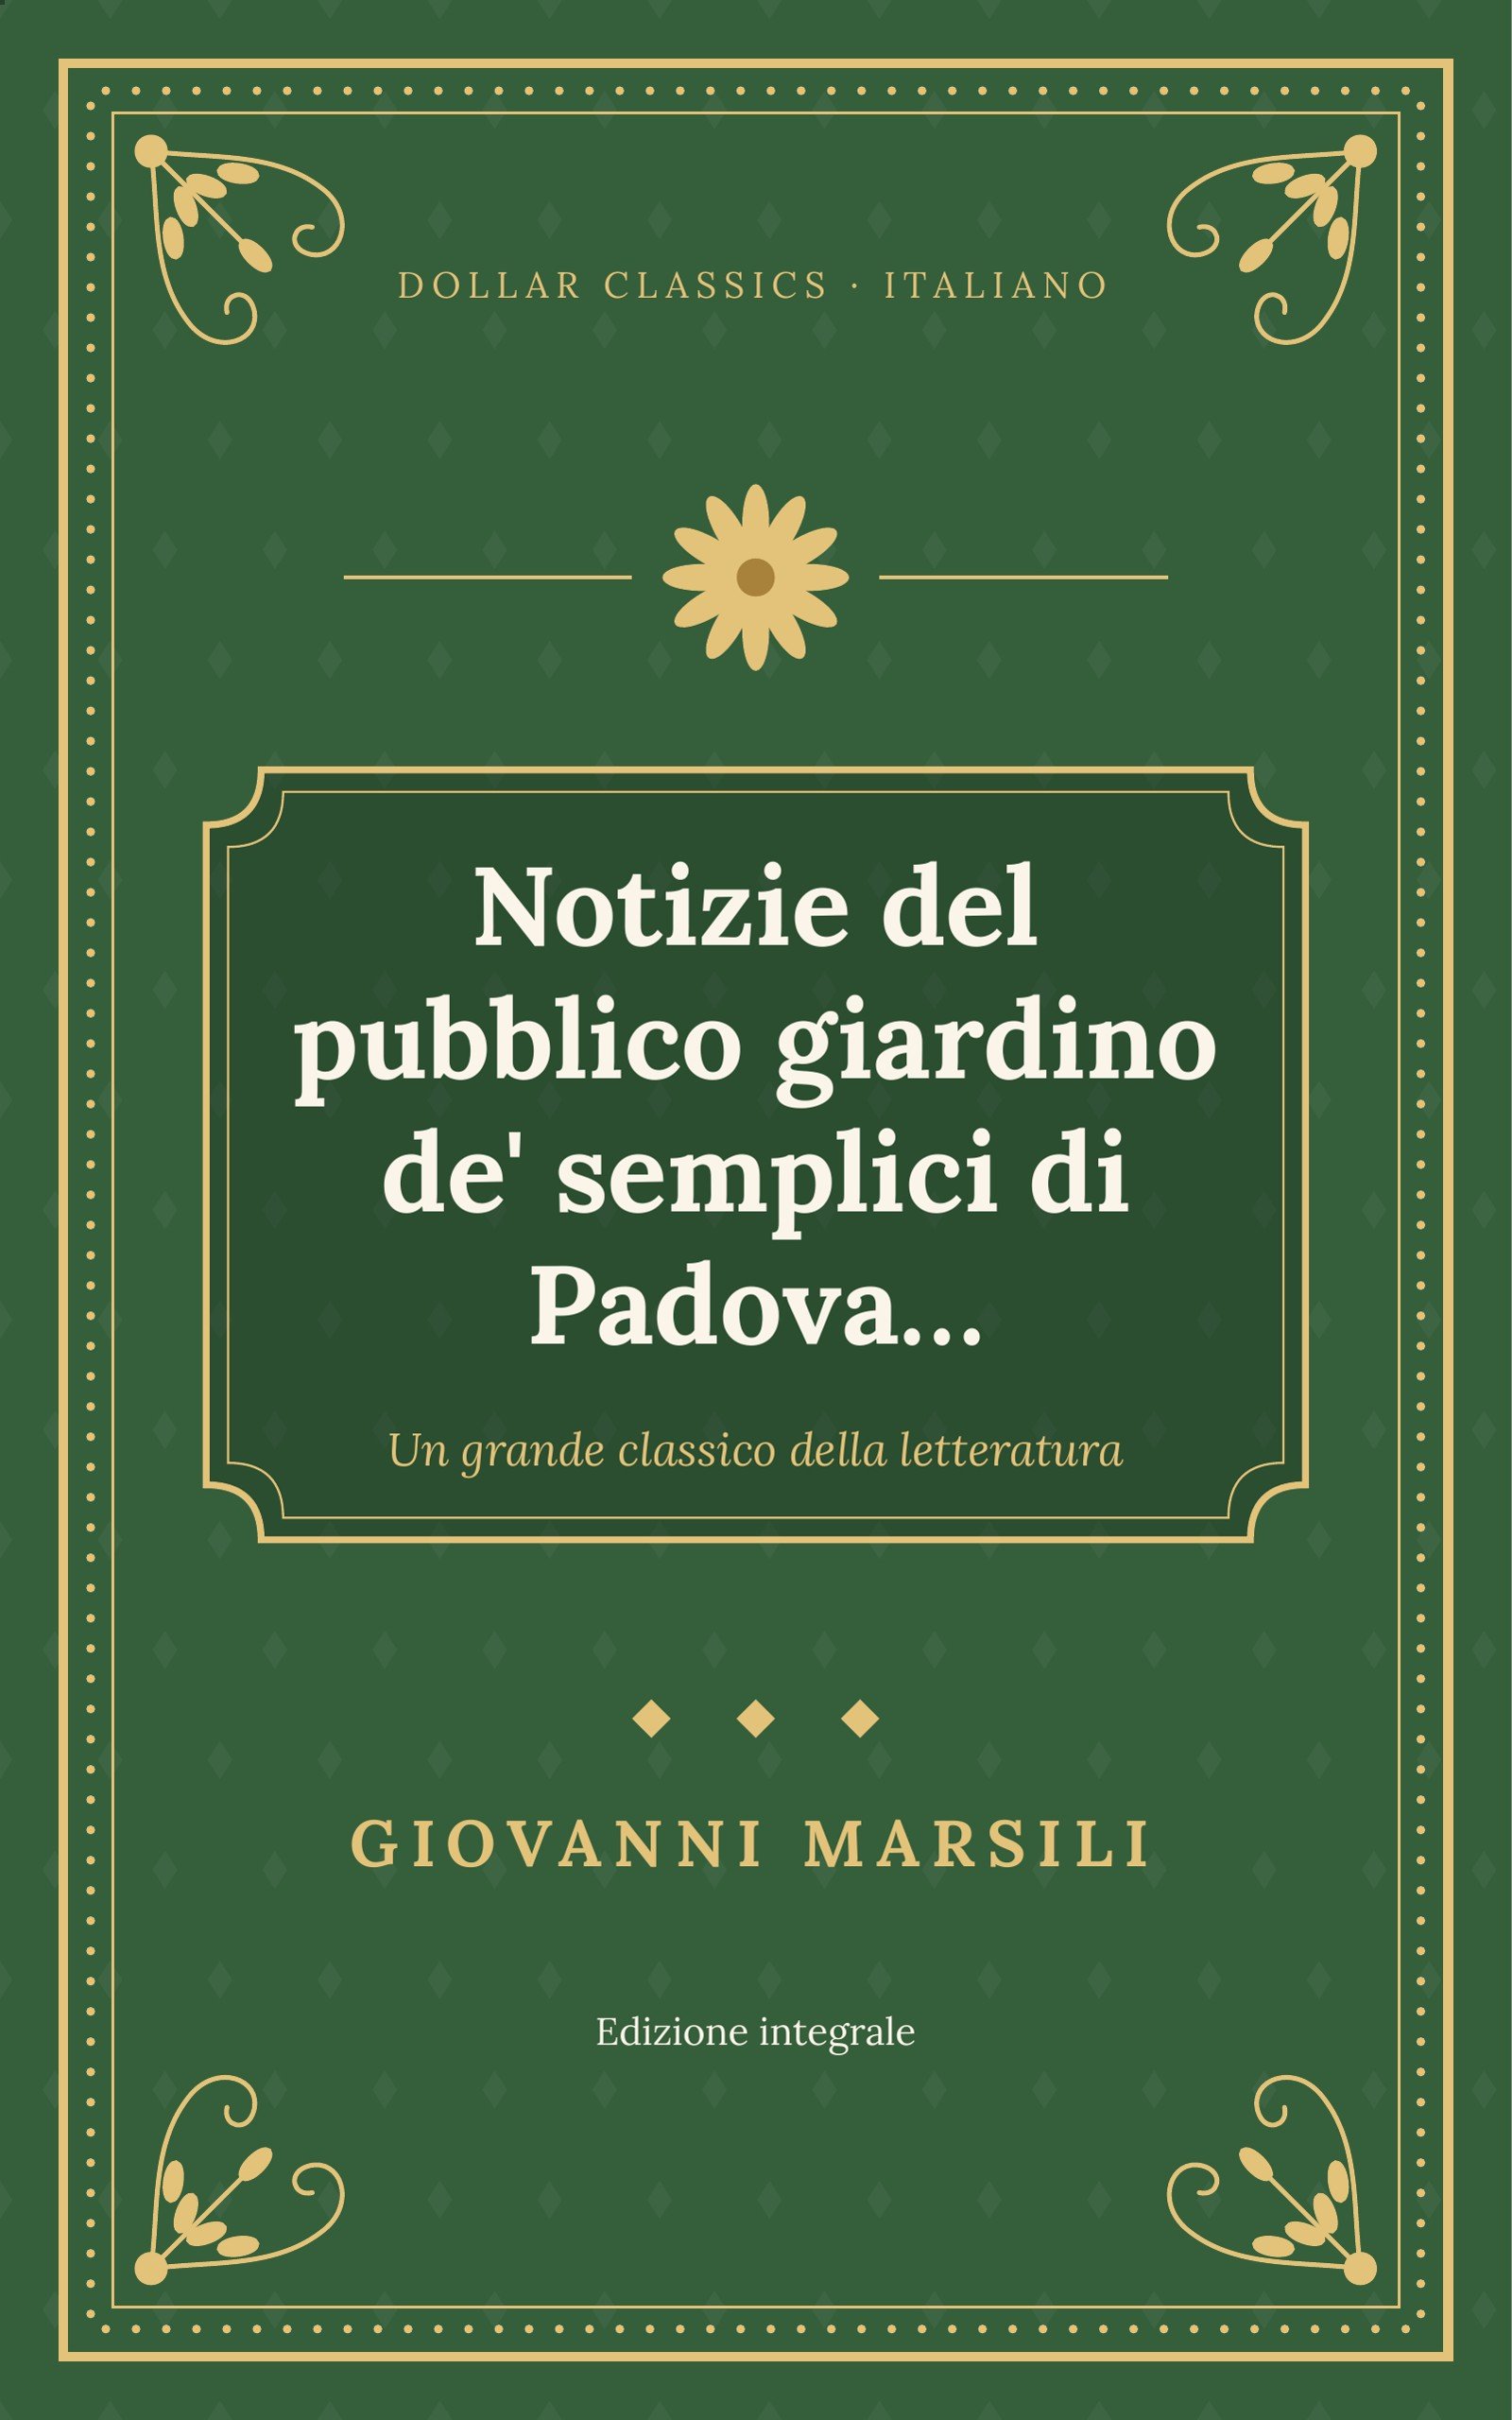 DOLLAR CLASSICS · ITALIANO
Notizie del
pubblico giardino
de' semplici di
Padova...
Un grande classico della letteratura
GIOVANNI MARSILI
Edizione integrale